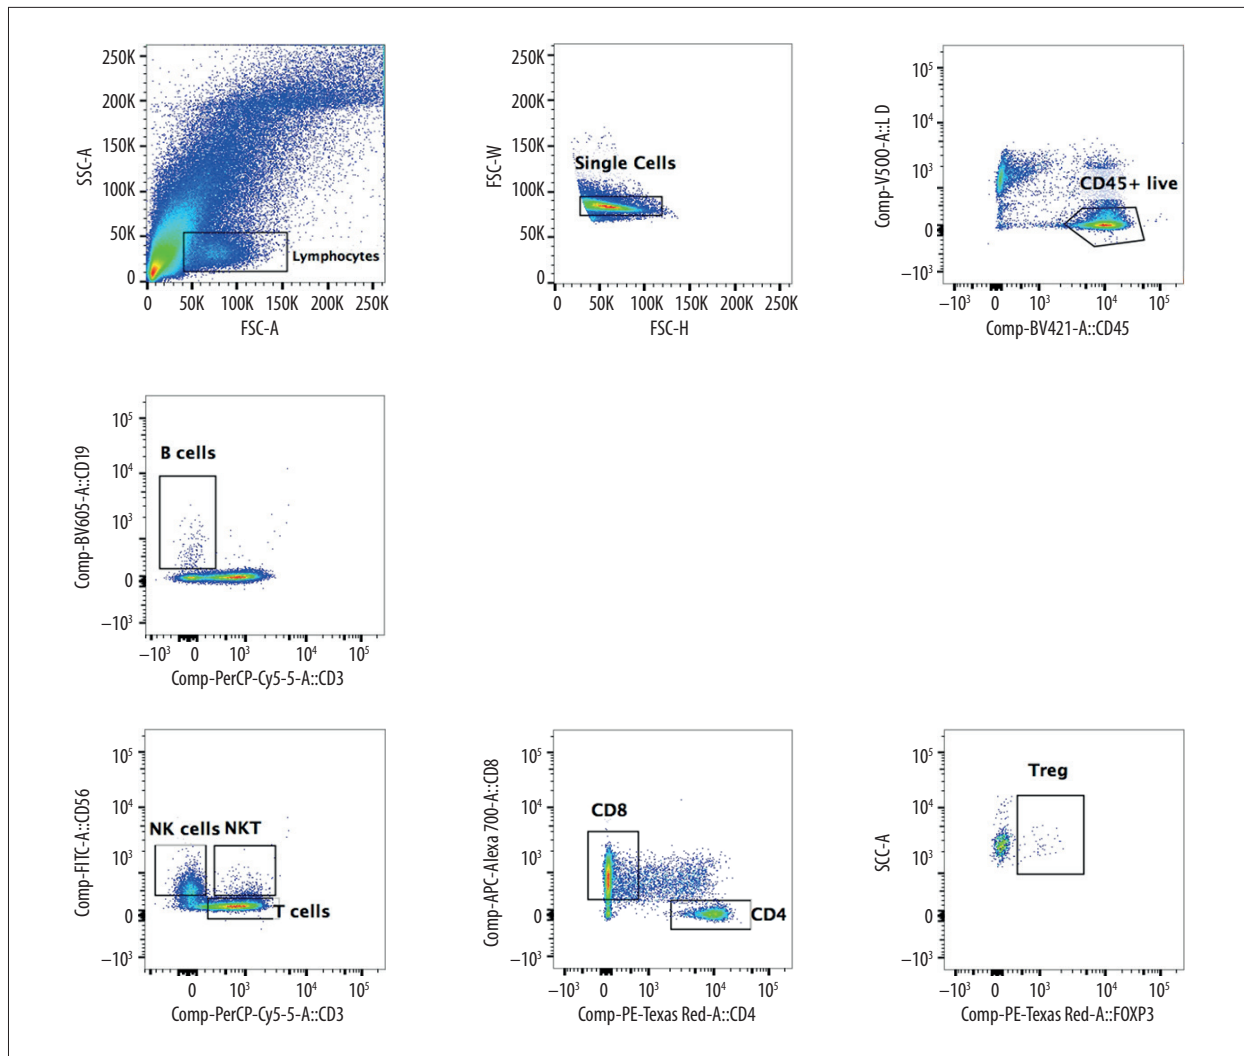 250K
200K
150K
100K
50K
0
SSC-A
Lymphocytes
0 50K 100K 150K 200K 250K
FSC-A
250K
200K
150K
100K
50K
0
FSC-W
Single Cells
50K 100K 150K 200K 250K
FSC-H
10⁵
10⁴
10³
0
−10³
Comp-V500-A::L D
CD45+ live
−10³ 0 10³ 10⁴ 10⁵
Comp-BV421-A::CD45
10⁵
10⁴
10³
0
−10³
Comp-BV605-A::CD19
B cells
−10³ 0 10³ 10⁴ 10⁵
Comp-PerCP-Cy5-5-A::CD3
10⁵
10⁴
10³
0
−10³
Comp-FITC-A::CD56
NK cells NKT
T cells
0 10³ 10⁴ 10⁵
Comp-PerCP-Cy5-5-A::CD3
10⁵
10⁴
10³
0
−10³
Comp-APC-Alexa 700-A::CD8
CD8
CD4
−10³ 0 10³ 10⁴ 10⁵
Comp-PE-Texas Red-A::CD4
10⁵
10⁴
10³
0
−10³
SCC-A
Treg
−10³ 0 10³ 10⁴ 10⁵
Comp-PE-Texas Red-A::FOXP3